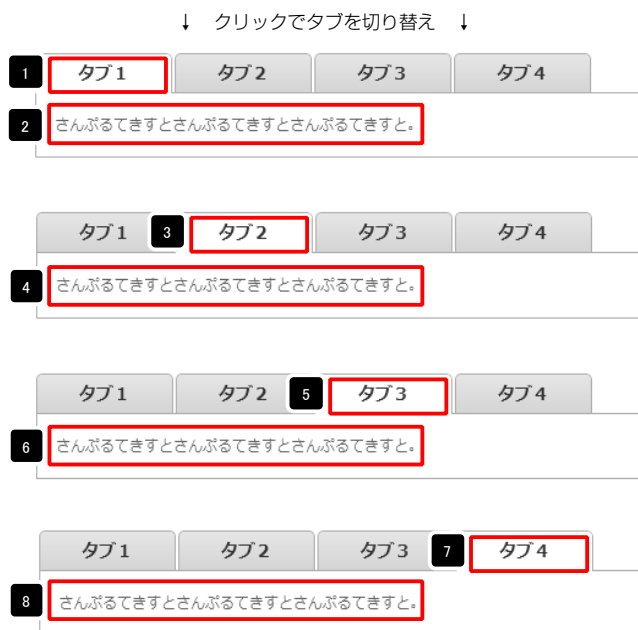 ↓ クリックでタブを切り替え ↓
1 タブ1 タブ2 タブ3 タブ4
2 さんぷるてきすとさんぷるてきすとさんぷるてきすと。
タブ1 3 タブ2 タブ3 タブ4
4 さんぷるてきすとさんぷるてきすとさんぷるてきすと。
タブ1 タブ2 5 タブ3 タブ4
6 さんぷるてきすとさんぷるてきすとさんぷるてきすと。
タブ1 タブ2 タブ3 7 タブ4
8 さんぷるてきすとさんぷるてきすとさんぷるてきすと。